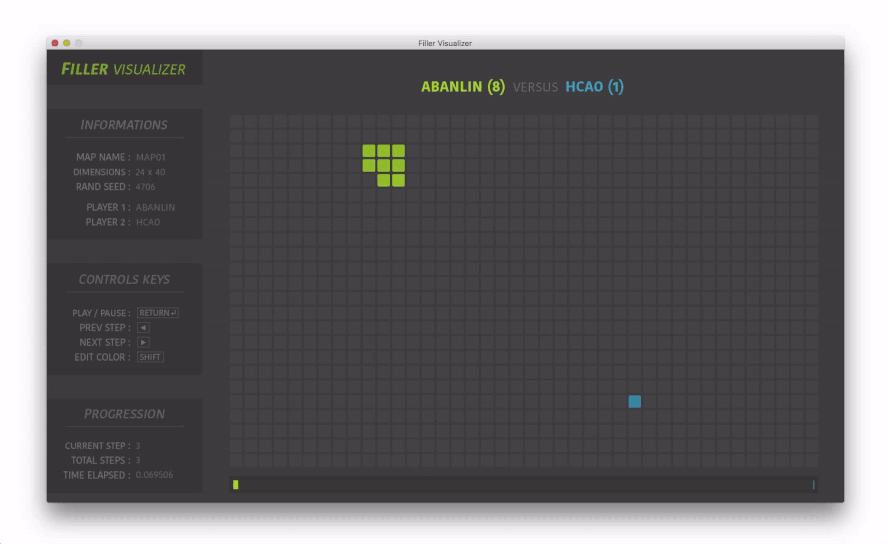 Filler Visualizer
FILLER VISUALIZER
ABANLIN (8) VERSUS HCAO (1)
INFORMATIONS
MAP NAME : MAP01
DIMENSIONS : 24 x 40
RAND SEED : 4706
PLAYER 1 : ABANLIN
PLAYER 2 : HCAO
CONTROLS KEYS
PLAY / PAUSE : RETURN↵
PREV STEP : ◀
NEXT STEP : ▶
EDIT COLOR : SHIFT
PROGRESSION
CURRENT STEP : 3
TOTAL STEPS : 3
TIME ELAPSED : 0.069506